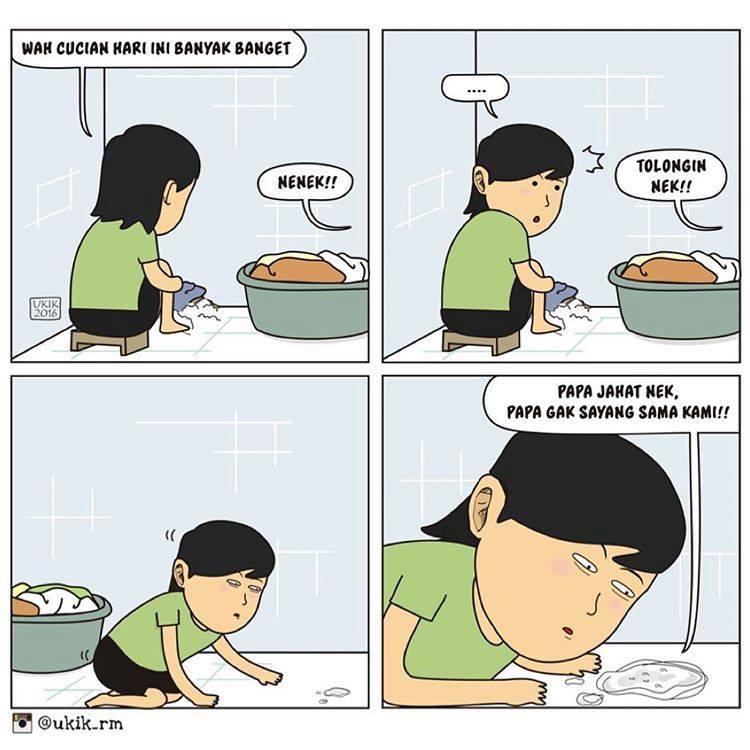 WAH CUCIAN HARI INI BANYAK BANGET
NENEK!!
UKIK
2016
....
TOLONGIN
NEK!!
PAPA JAHAT NEK,
PAPA GAK SAYANG SAMA KAMI!!
@ukik_rm